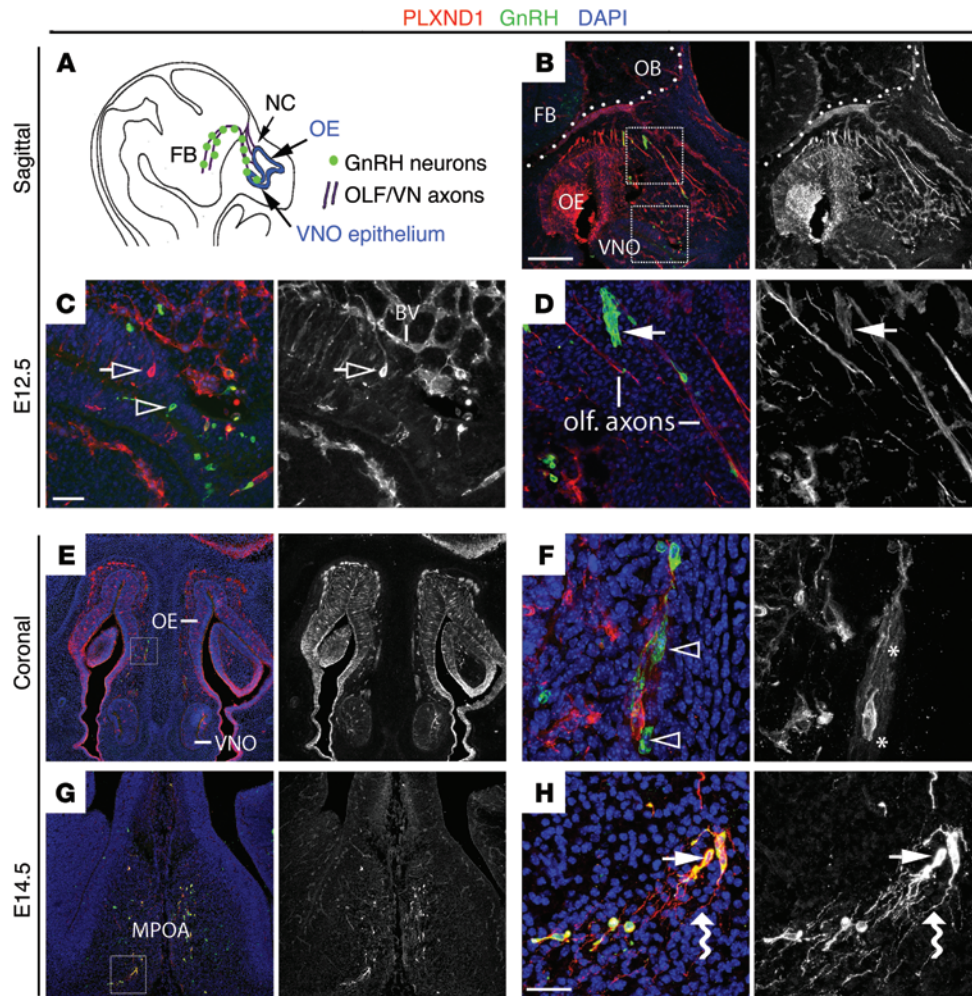 PLXND1 GnRH DAPI
Sagittal
E12.5
Coronal
E14.5
A
NC
OE
FB
GnRH neurons
OLF/VN axons
VNO epithelium
B
OB
FB
OE
VNO
C
BV
D
olf. axons
E
OE
VNO
F
*
*
G
MPOA
H